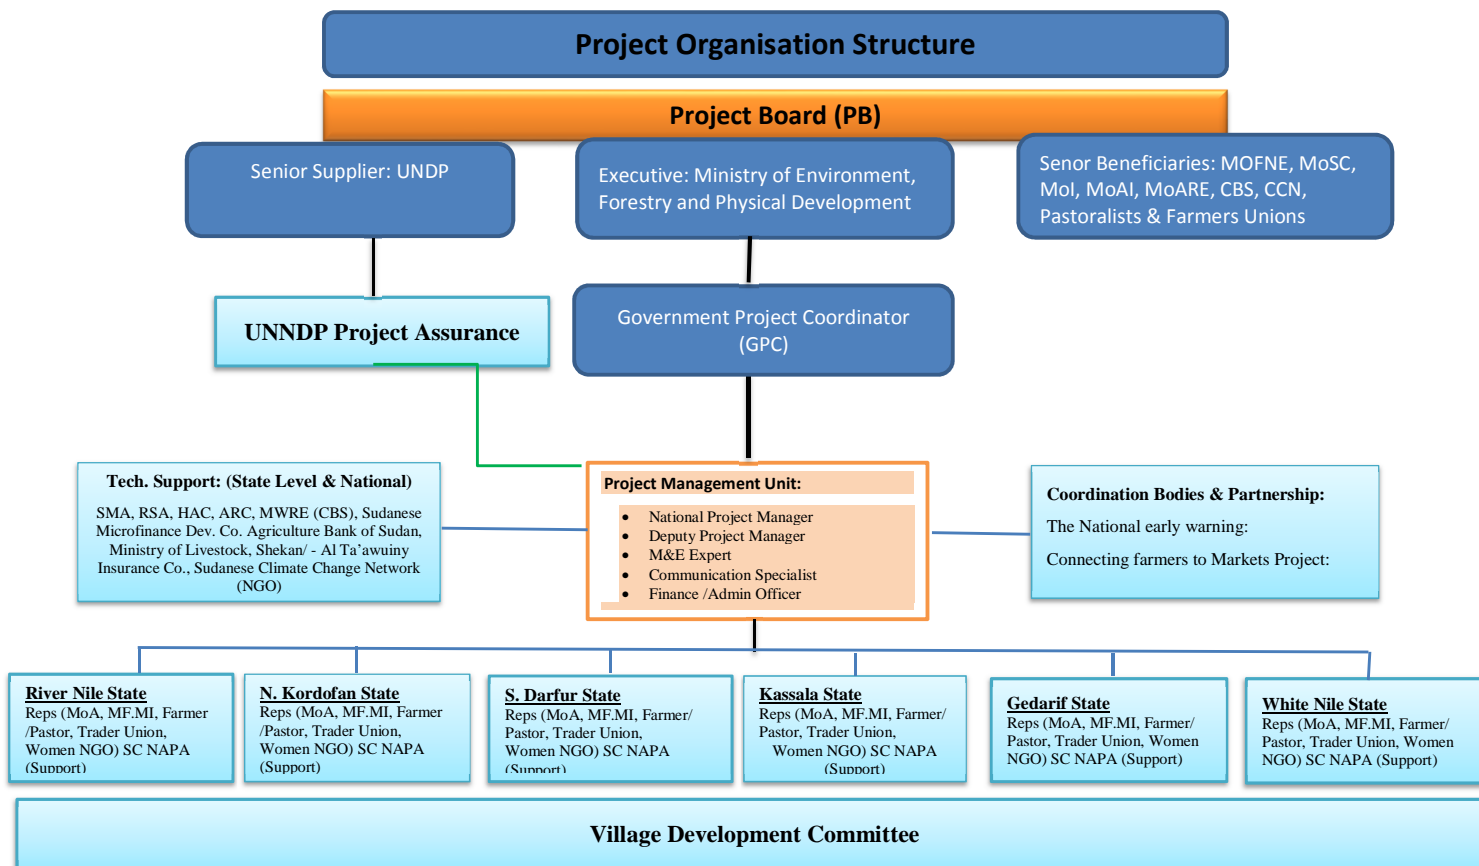 Project Organisation Structure
Project Board (PB)
Senior Supplier: UNDP
Executive: Ministry of Environment,
Forestry and Physical Development
Senor Beneficiaries: MOFNE, MoSC,
MoI, MoAI, MoARE, CBS, CCN,
Pastoralists & Farmers Unions
UNNDP Project Assurance
Government Project Coordinator
(GPC)
Tech. Support: (State Level & National)
SMA, RSA, HAC, ARC, MWRE (CBS), Sudanese
Microfinance Dev. Co. Agriculture Bank of Sudan,
Ministry of Livestock, Shekan/ - Al Ta’awuiny
Insurance Co., Sudanese Climate Change Network
(NGO)
Project Management Unit:
• National Project Manager
• Deputy Project Manager
• M&E Expert
• Communication Specialist
• Finance /Admin Officer
Coordination Bodies & Partnership:
The National early warning:
Connecting farmers to Markets Project:
River Nile State
Reps (MoA, MF.MI, Farmer
/Pastor, Trader Union,
Women NGO) SC NAPA
(Support)
N. Kordofan State
Reps (MoA, MF.MI, Farmer
/Pastor, Trader Union,
Women NGO) SC NAPA
(Support)
S. Darfur State
Reps (MoA, MF.MI, Farmer/
Pastor, Trader Union,
Women NGO) SC NAPA
(Support)
Kassala State
Reps (MoA, MF.MI, Farmer/
Pastor, Trader Union,
Women NGO) SC NAPA
(Support)
Gedarif State
Reps (MoA, MF.MI, Farmer/
Pastor, Trader Union, Women
NGO) SC NAPA (Support)
White Nile State
Reps (MoA, MF.MI, Farmer/
Pastor, Trader Union, Women
NGO) SC NAPA (Support)
Village Development Committee